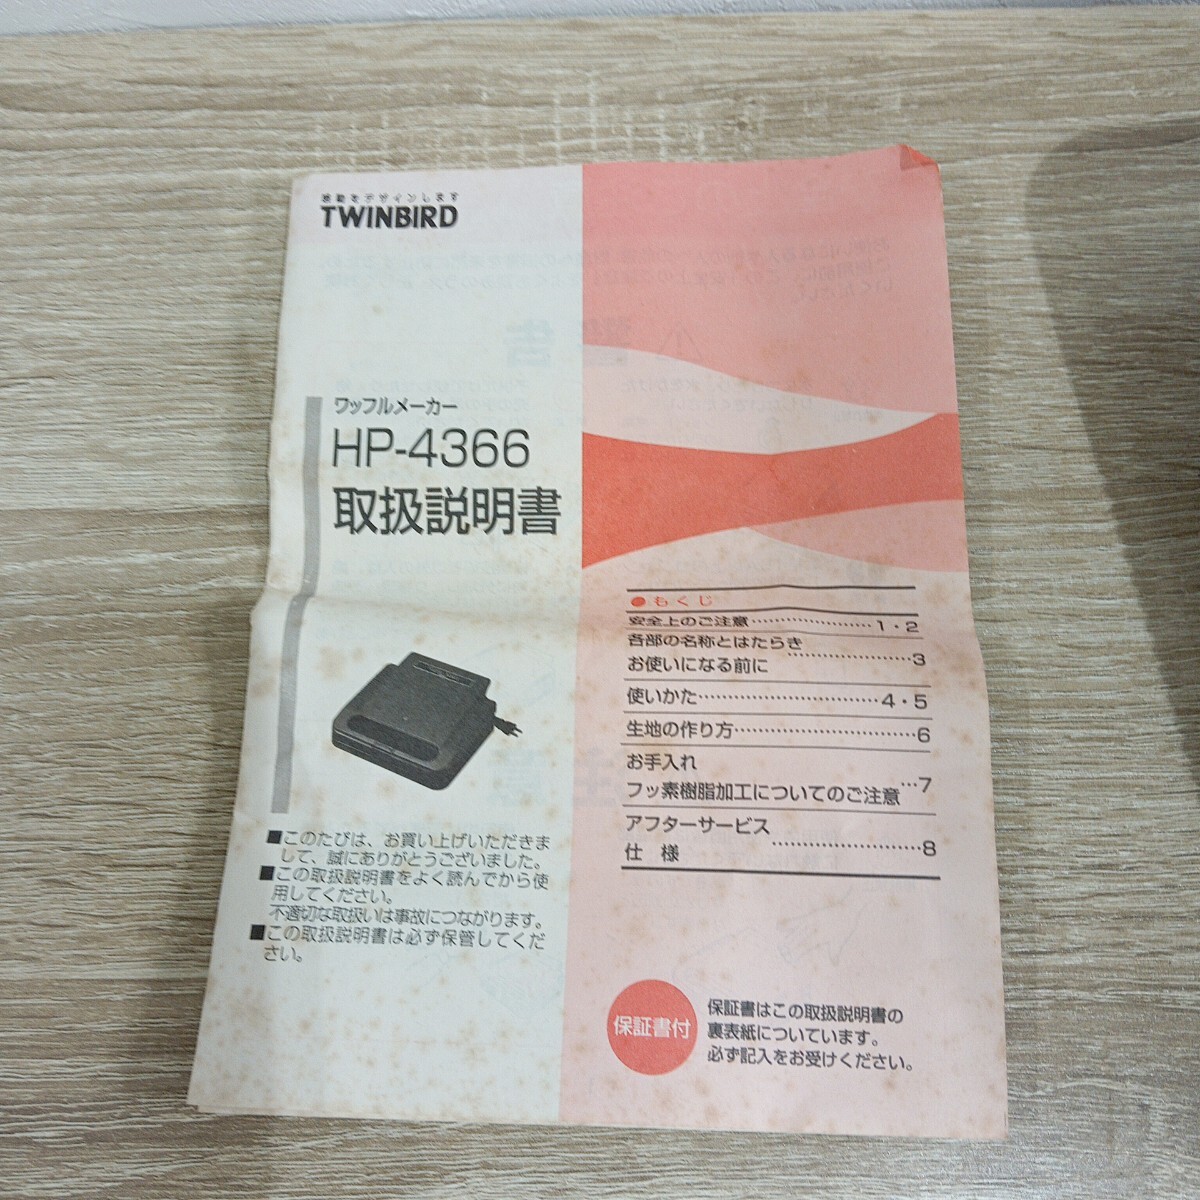 感動をデザインします
TWINBIRD
ワッフルメーカー
HP-4366
取扱説明書
■このたびは、お買い上げいただきま
して、誠にありがとうございました。
■この取扱説明書をよく読んでから使
用してください。
不適切な取扱いは事故につながります。
■この取扱説明書は必ず保管してくだ
さい。
●もくじ
安全上のご注意…………………1・2
各部の名称とはたらき
お使いになる前に…………………3
使いかた…………………………4・5
生地の作り方…………………………6
お手入れ
フッ素樹脂加工についてのご注意…7
アフターサービス
仕 様…………………8
保証書付
保証書はこの取扱説明書の
裏表紙についています。
必ず記入をお受けください。
警告
注意